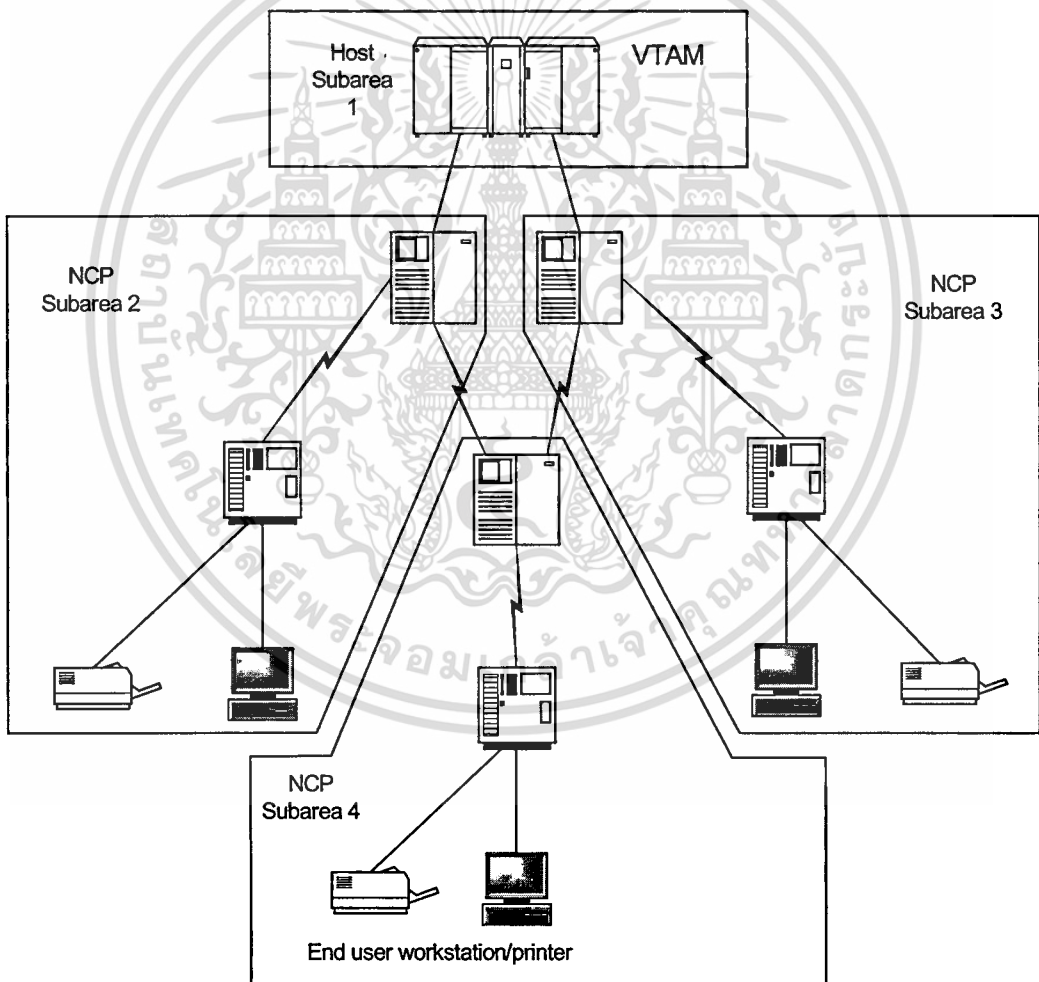 Host
Subarea
1
VTAM
NCP
Subarea 2
NCP
Subarea 3
NCP
Subarea 4
End user workstation/printer